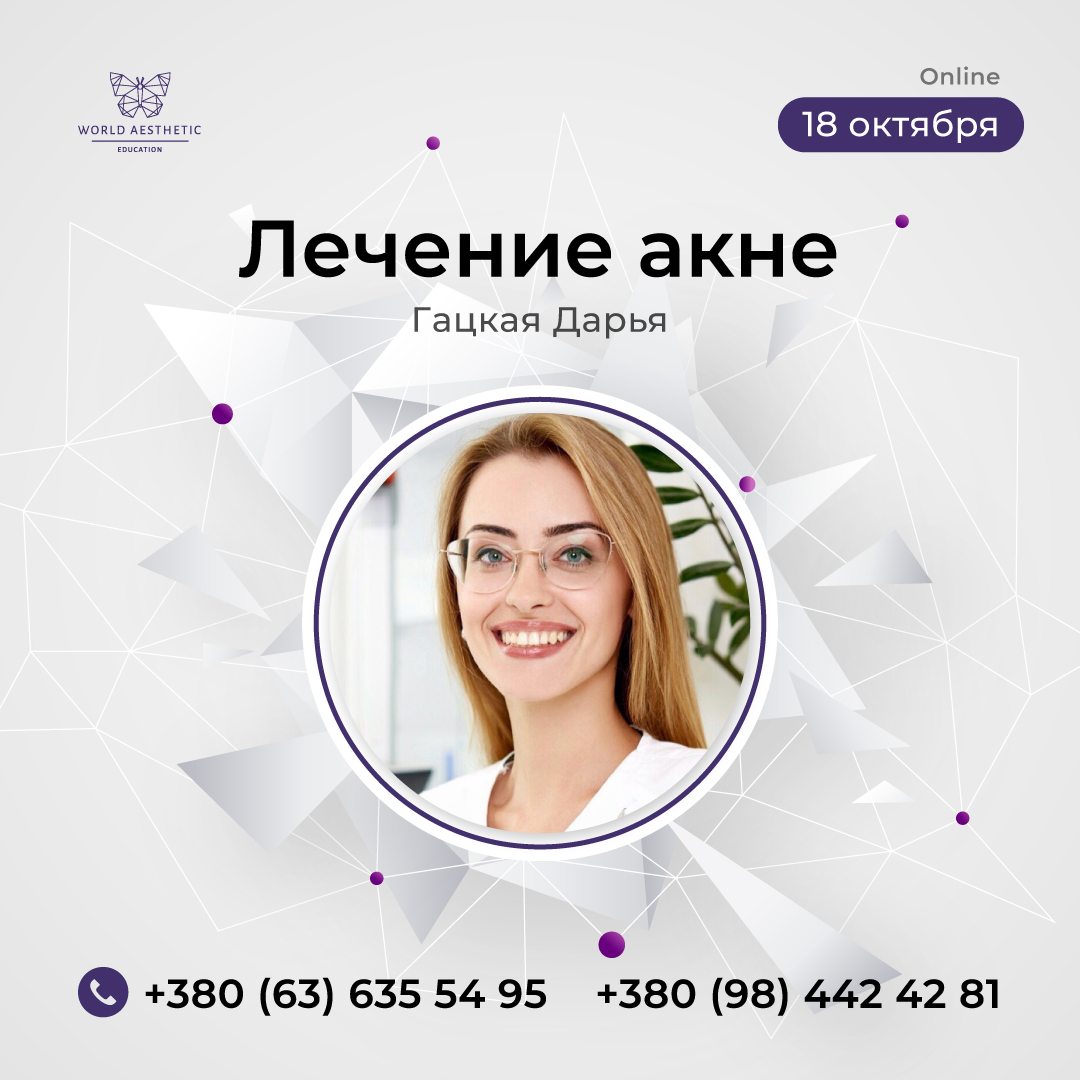 WORLD AESTHETIC
EDUCATION
Online
18 октября
Лечение акне
Гацкая Дарья
+380 (63) 635 54 95
+380 (98) 442 42 81